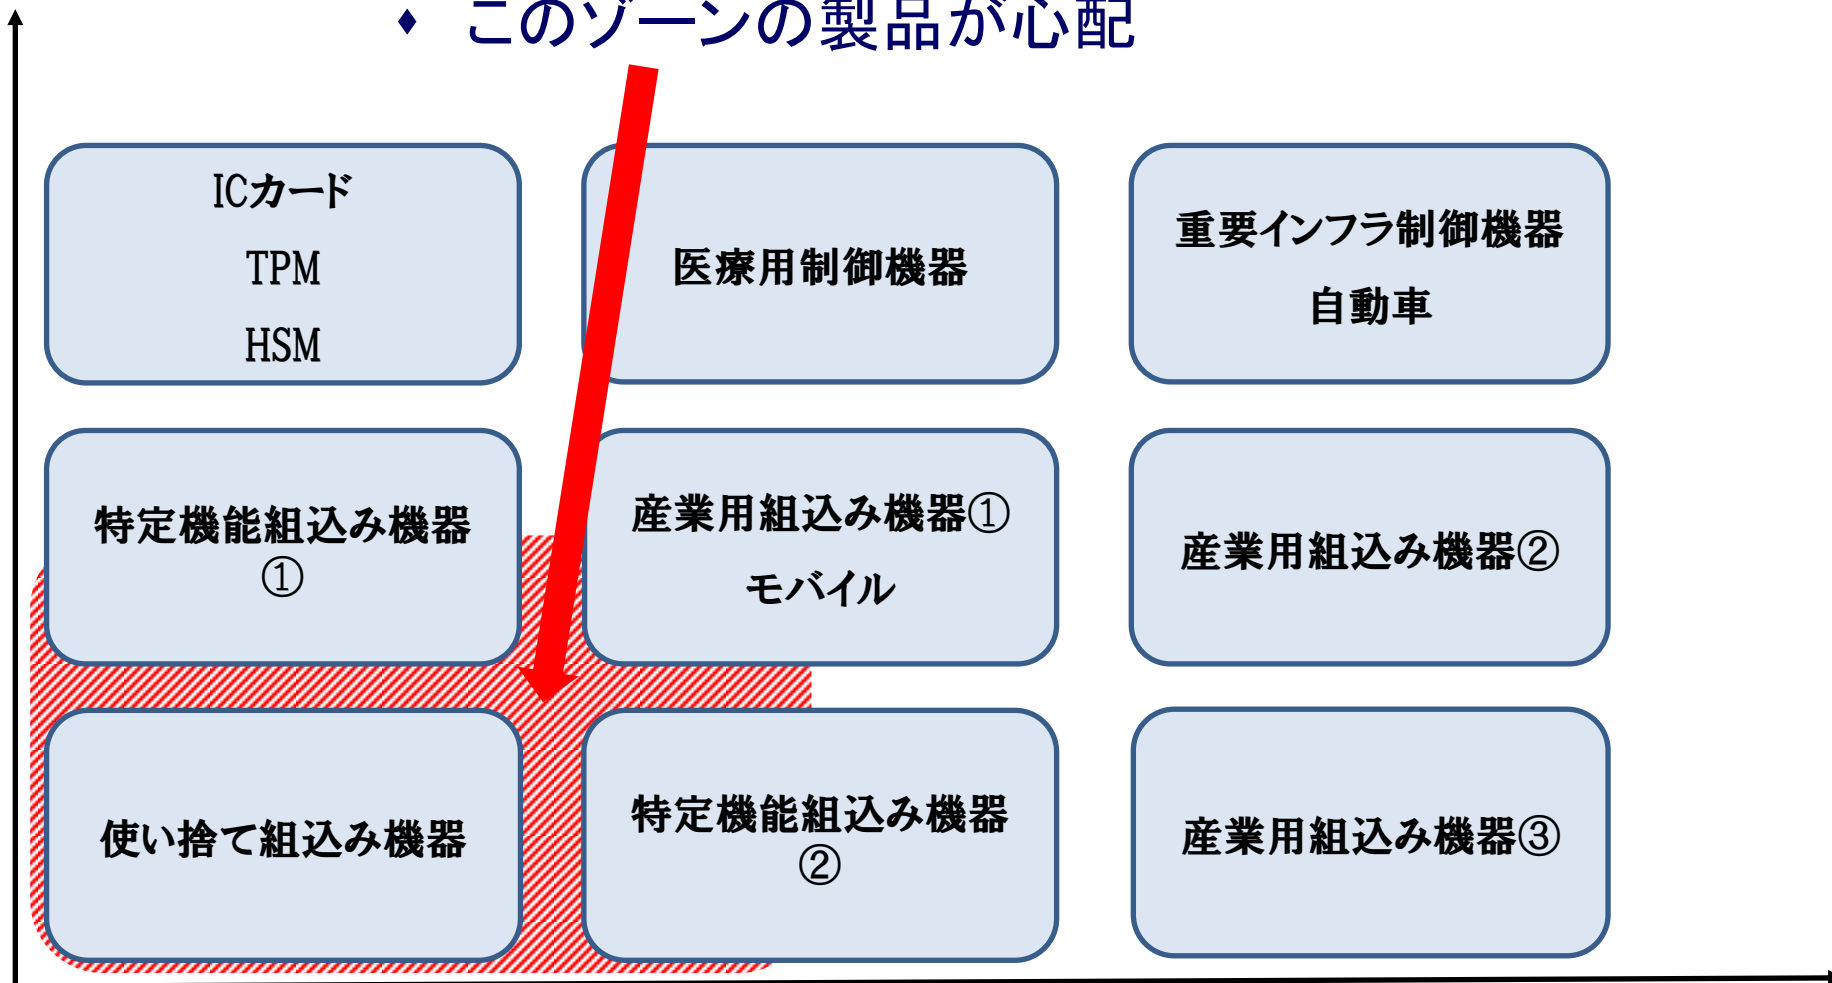 ♦ このゾーンの製品が心配
ICカード
TPM
HSM
医療用制御機器
重要インフラ制御機器
自動車
特定機能組込み機器
①
産業用組込み機器①
モバイル
産業用組込み機器②
使い捨て組込み機器
特定機能組込み機器
②
産業用組込み機器③